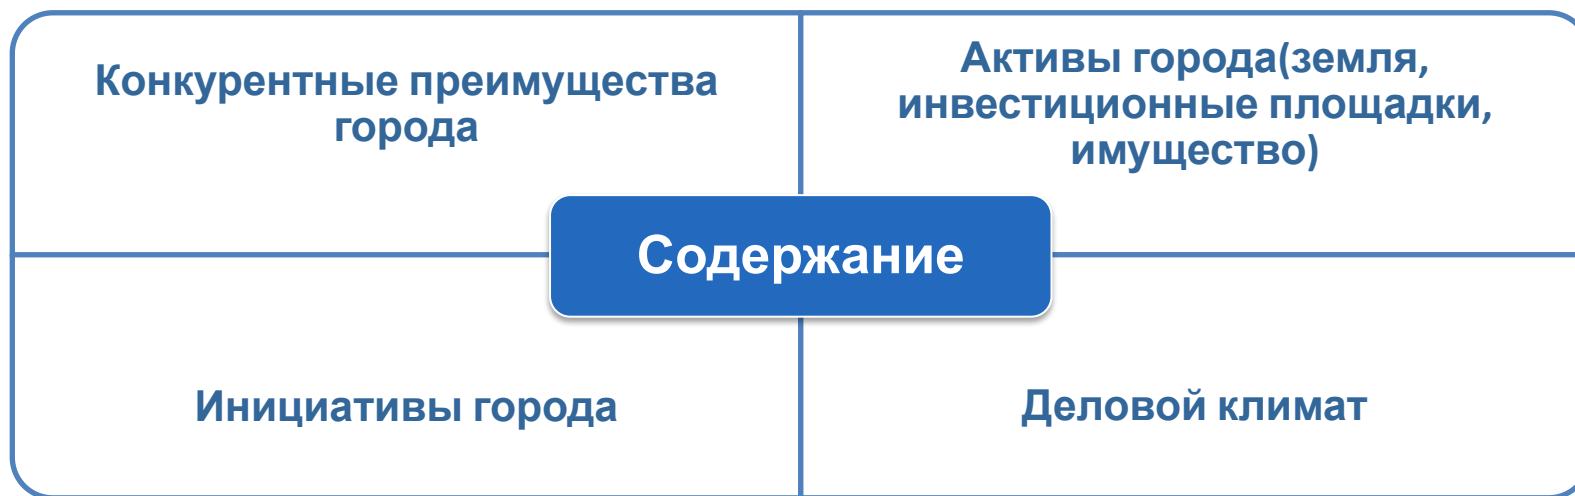 Конкурентные преимущества
города
Активы города(земля,
инвестиционные площадки,
имущество)
Содержание
Инициативы города
Деловой климат